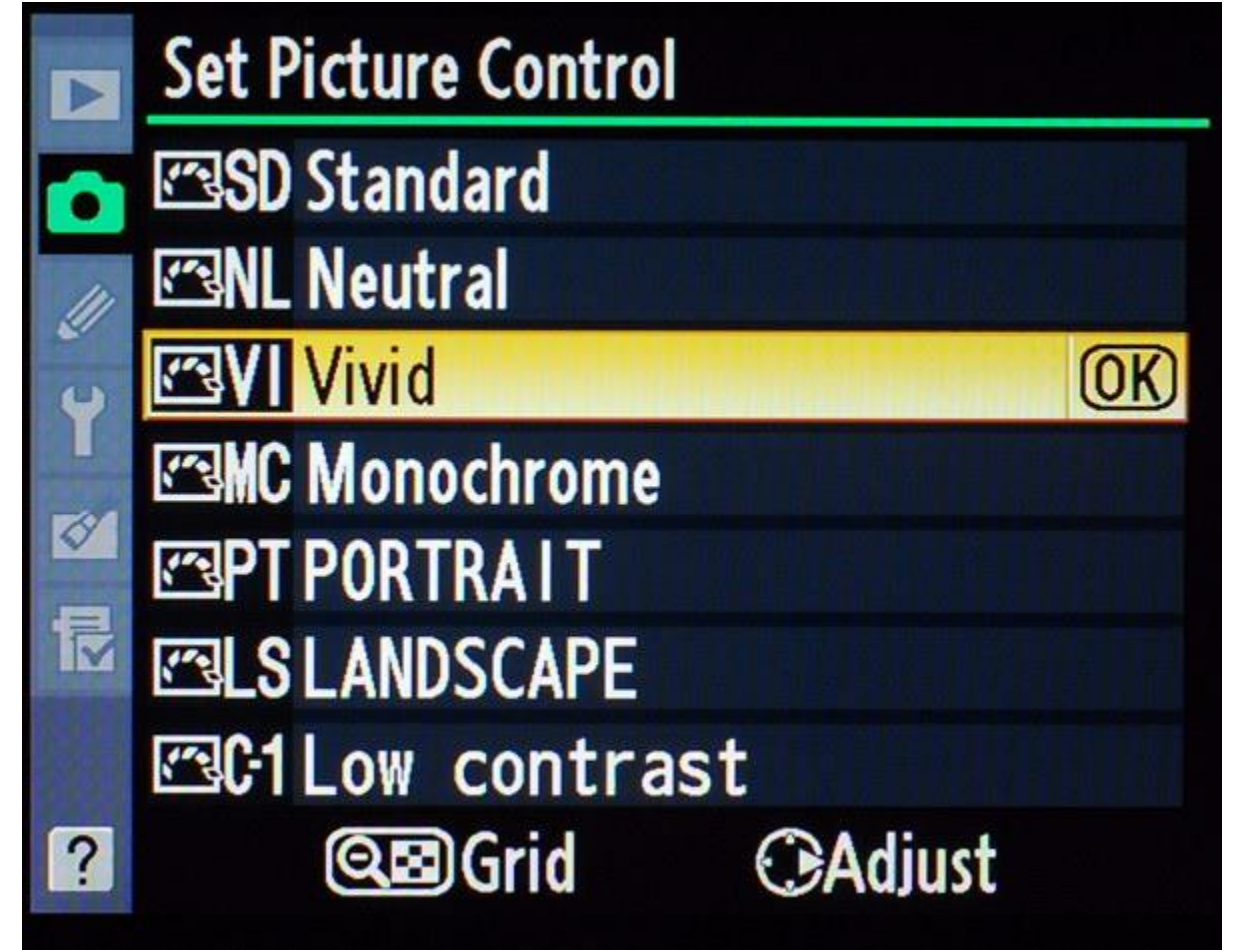 Set Picture Control
SD Standard
NL Neutral
VI Vivid OK
MC Monochrome
PT PORTRAIT
LS LANDSCAPE
C-1 Low contrast
? Grid Adjust